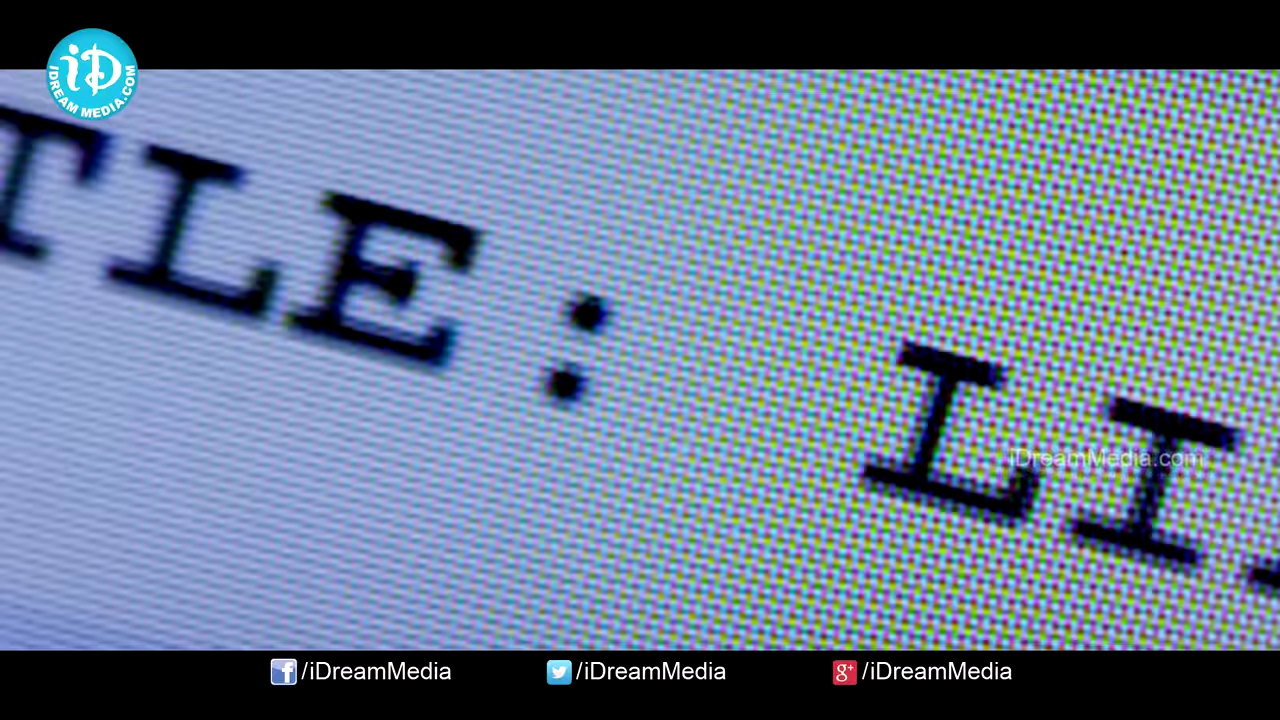 iD
IDREAM MEDIA.COM
TLE: LI
iDreamMedia.com
/iDreamMedia
/iDreamMedia
g+ /iDreamMedia